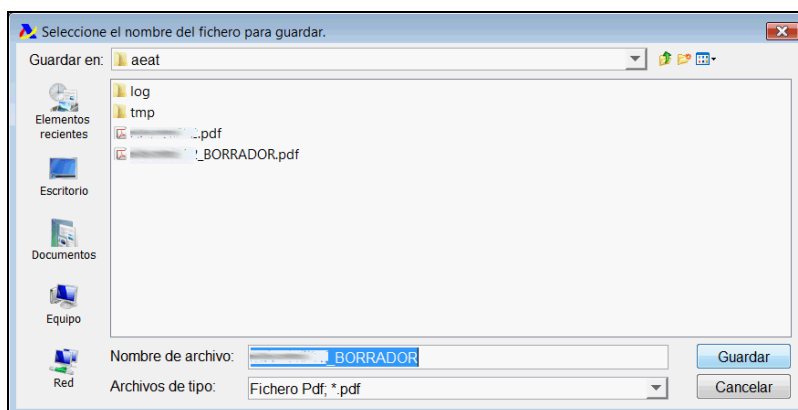 Seleccione el nombre del fichero para guardar.
Guardar en: aeat
Elementos recientes
Escritorio
Documentos
Equipo
Red
log
tmp
.pdf
_BORRADOR.pdf
Nombre de archivo: _BORRADOR
Guardar
Archivos de tipo: Fichero Pdf; *.pdf
Cancelar